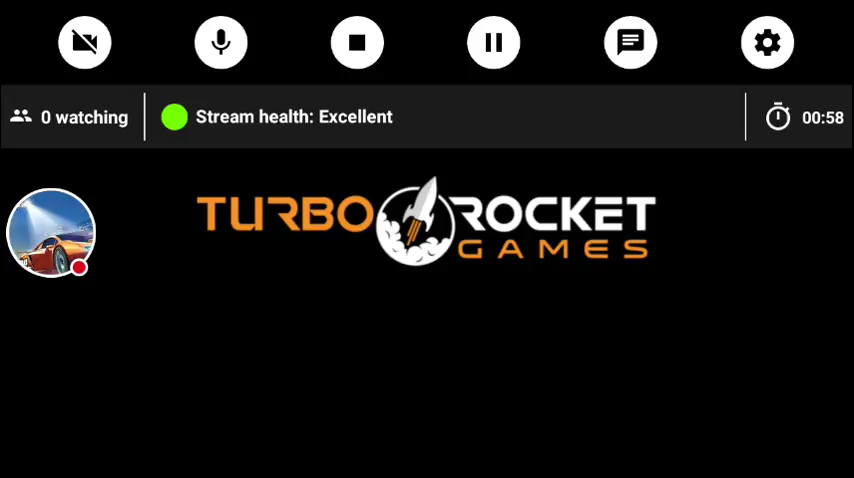 0 watching
Stream health: Excellent
00:58
TURBO ROCKET
GAMES